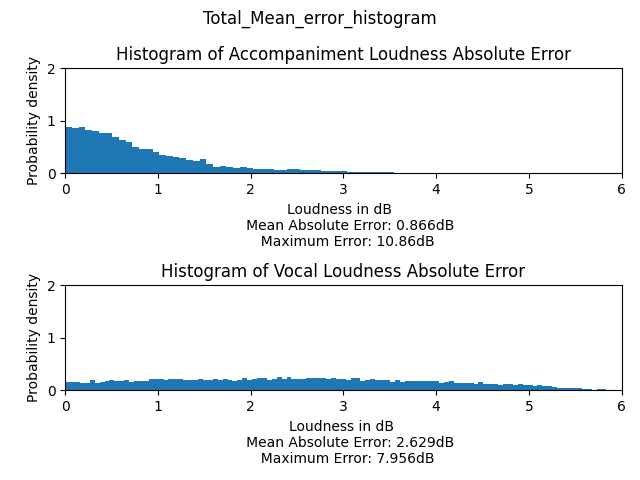 Total_Mean_error_histogram
Histogram of Accompaniment Loudness Absolute Error
Probability density
2
1
0
0 1 2 3 4 5 6
Loudness in dB
Mean Absolute Error: 0.866dB
Maximum Error: 10.86dB
Histogram of Vocal Loudness Absolute Error
Probability density
2
1
0
0 1 2 3 4 5 6
Loudness in dB
Mean Absolute Error: 2.629dB
Maximum Error: 7.956dB